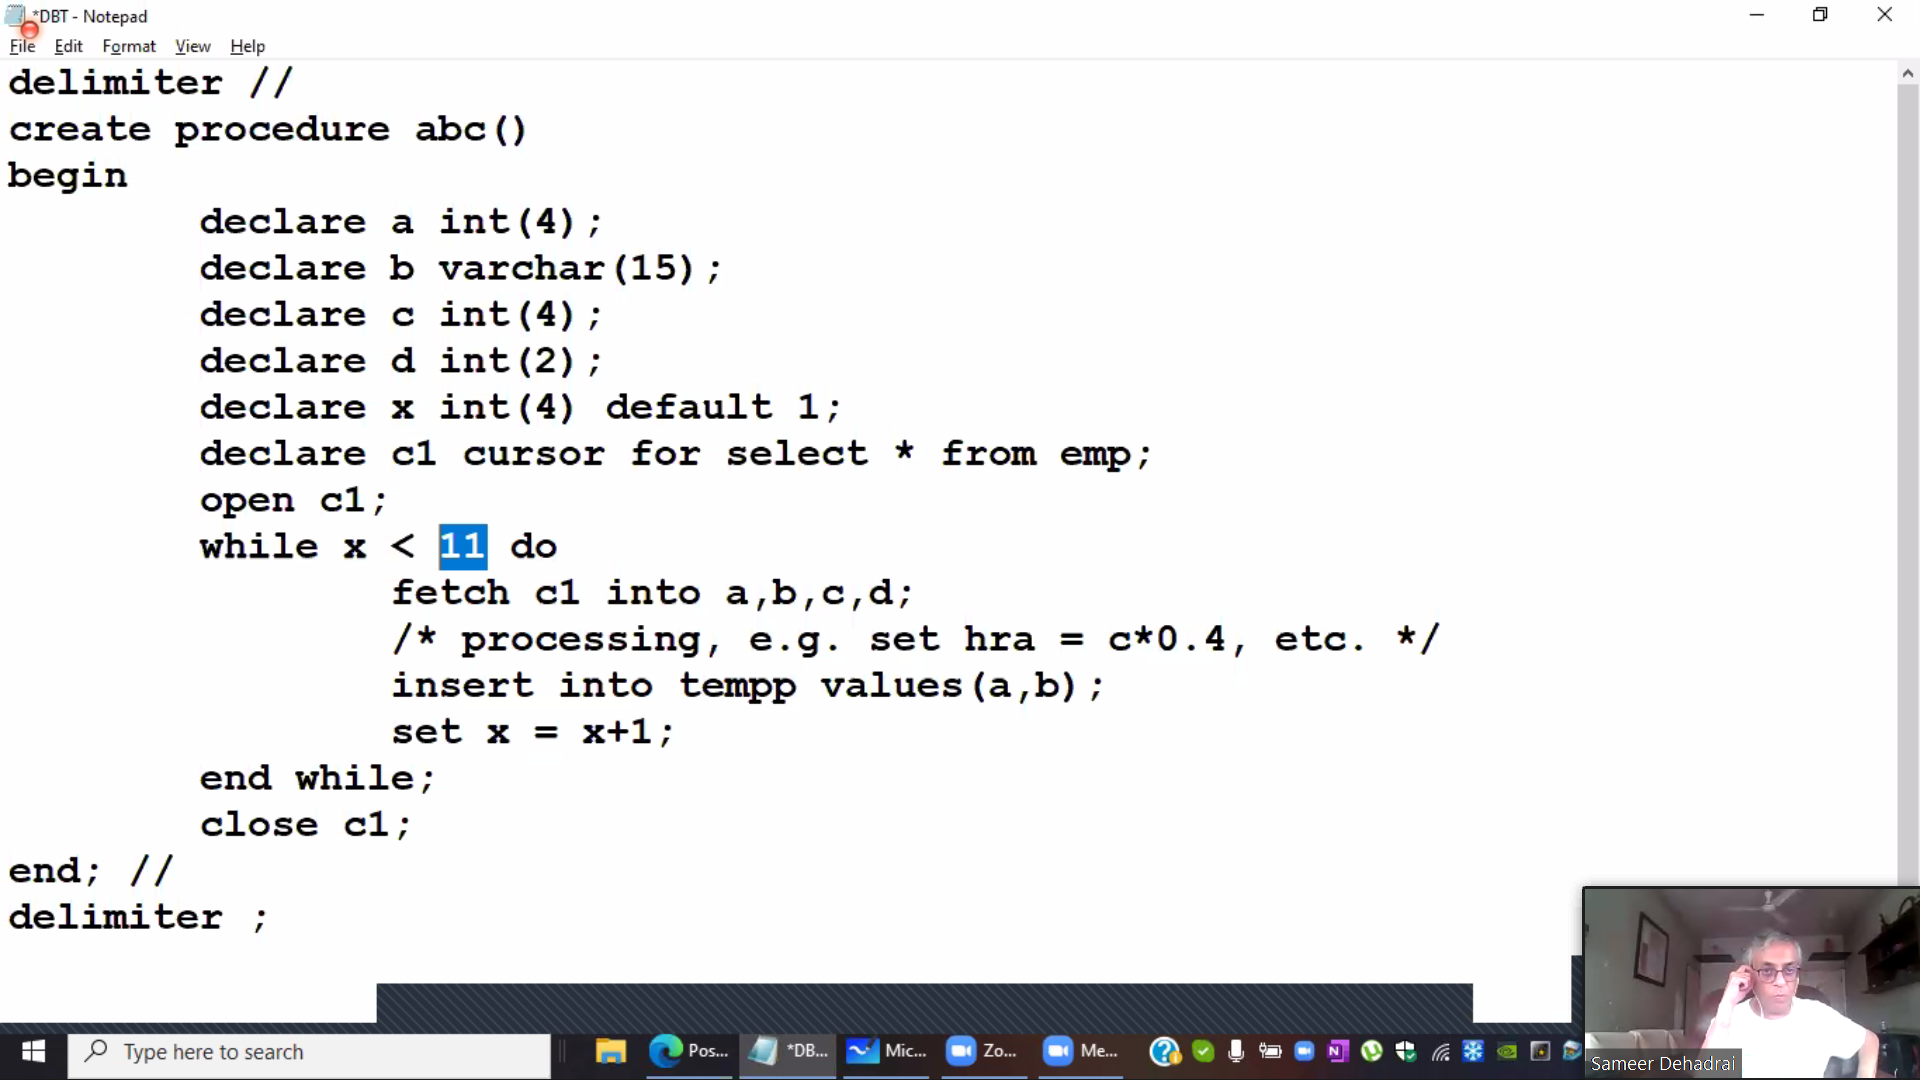 *DBT - Notepad
File Edit Format View Help
delimiter //
create procedure abc()
begin
declare a int(4);
declare b varchar(15);
declare c int(4);
declare d int(2);
declare x int(4) default 1;
declare c1 cursor for select * from emp;
open c1;
while x < 11 do
fetch c1 into a,b,c,d;
/* processing, e.g. set hra = c*0.4, etc. */
insert into tempp values(a,b);
set x = x+1;
end while;
close c1;
end; //
delimiter ;
Type here to search
Pos...
*DB...
Mic...
Zo...
Me...
Sameer Dehadrai